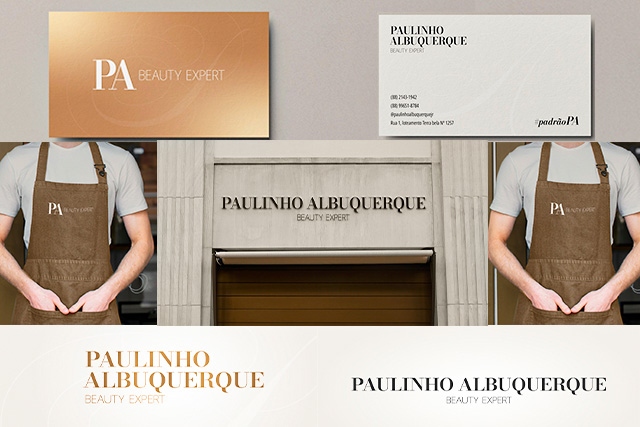 PA BEAUTY EXPERT
PAULINHO
ALBUQUERQUE
BEAUTY EXPERT
(88) 2143-1942
(88) 99651-8784
@paulinhoalbuquerquejr
Rua 1, loteamento Terra bela Nº 1257
#padrãoPA
PA BEAUTY EXPERT
PAULINHO ALBUQUERQUE
BEAUTY EXPERT
PA BEAUTY EXPERT
PAULINHO
ALBUQUERQUE
BEAUTY EXPERT
PAULINHO ALBUQUERQUE
BEAUTY EXPERT